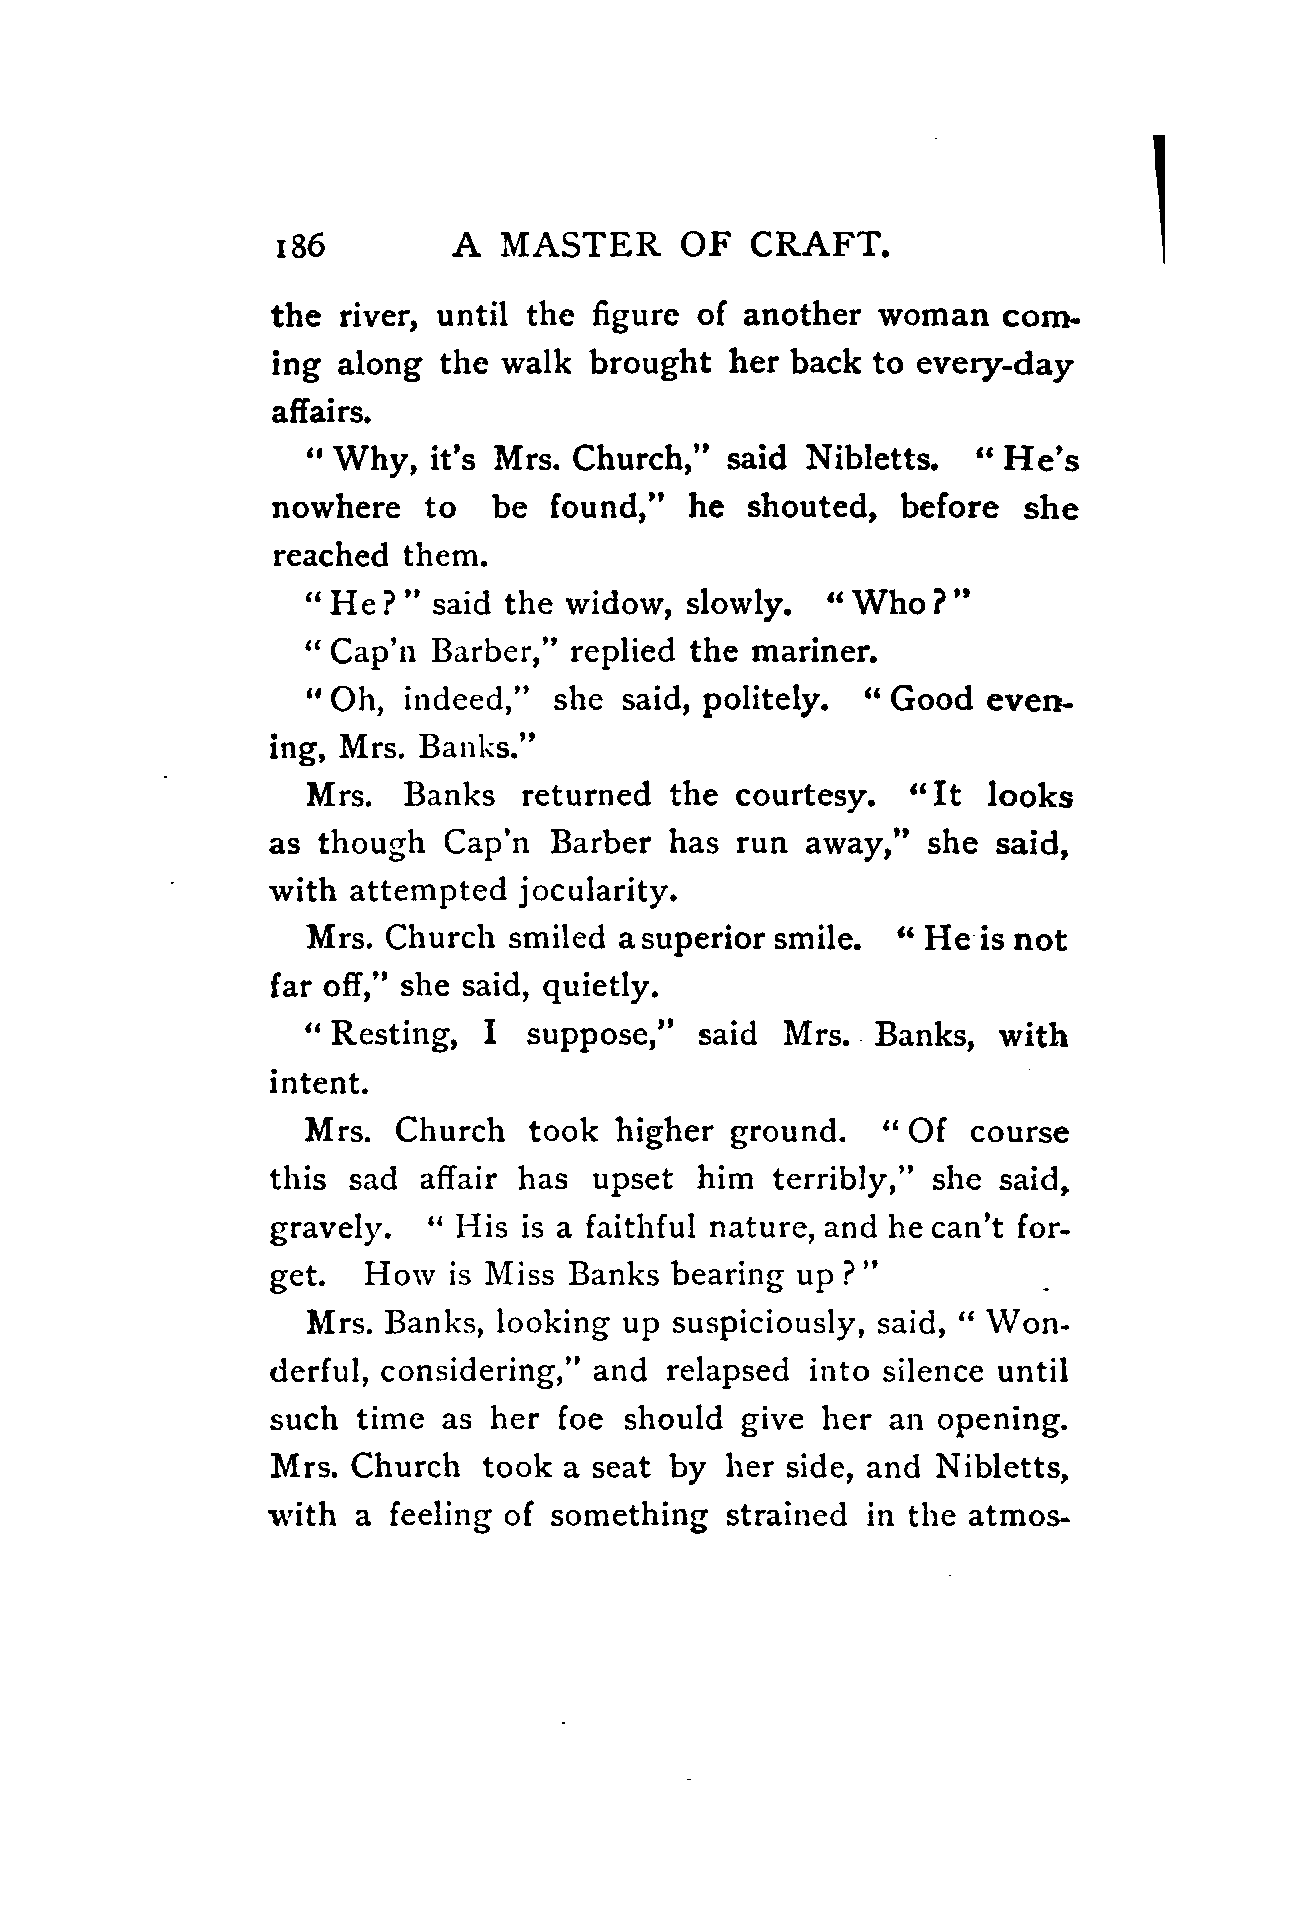 186 A MASTER OF CRAFT.
the river, until the figure of another woman com-
ing along the walk brought her back to every-day
affairs.
“Why, it's Mrs. Church,” said Nibletts. “He's
nowhere to be found,” he shouted, before she
reached them.
“He?” said the widow, slowly. “Who?”
“Cap'n Barber,” replied the mariner.
“Oh, indeed,” she said, politely. “Good even-
ing, Mrs. Banks.”
Mrs. Banks returned the courtesy. “It looks
as though Cap'n Barber has run away,” she said,
with attempted jocularity.
Mrs. Church smiled a superior smile. “He is not
far off,” she said, quietly.
“Resting, I suppose,” said Mrs. Banks, with
intent.
Mrs. Church took higher ground. “Of course
this sad affair has upset him terribly,” she said,
gravely. “His is a faithful nature, and he can't for-
get. How is Miss Banks bearing up?”
Mrs. Banks, looking up suspiciously, said, “Won-
derful, considering,” and relapsed into silence until
such time as her foe should give her an opening.
Mrs. Church took a seat by her side, and Nibletts,
with a feeling of something strained in the atmos-